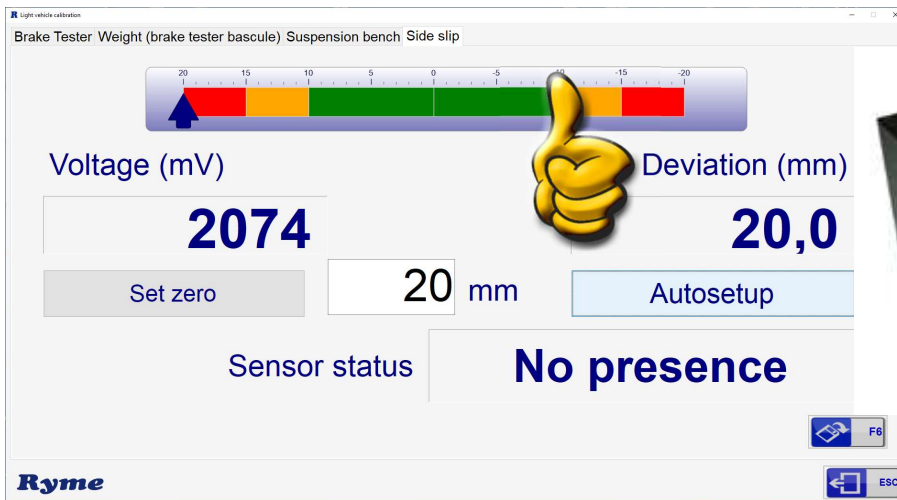 Light vehicle calibration
Brake Tester Weight (brake tester bascule) Suspension bench Side slip
20 15 10 5 0 -5 -15 -20
Voltage (mV) Deviation (mm)
2074 20,0
Set zero 20 mm Autosetup
Sensor status No presence
F6
Ryme ESC